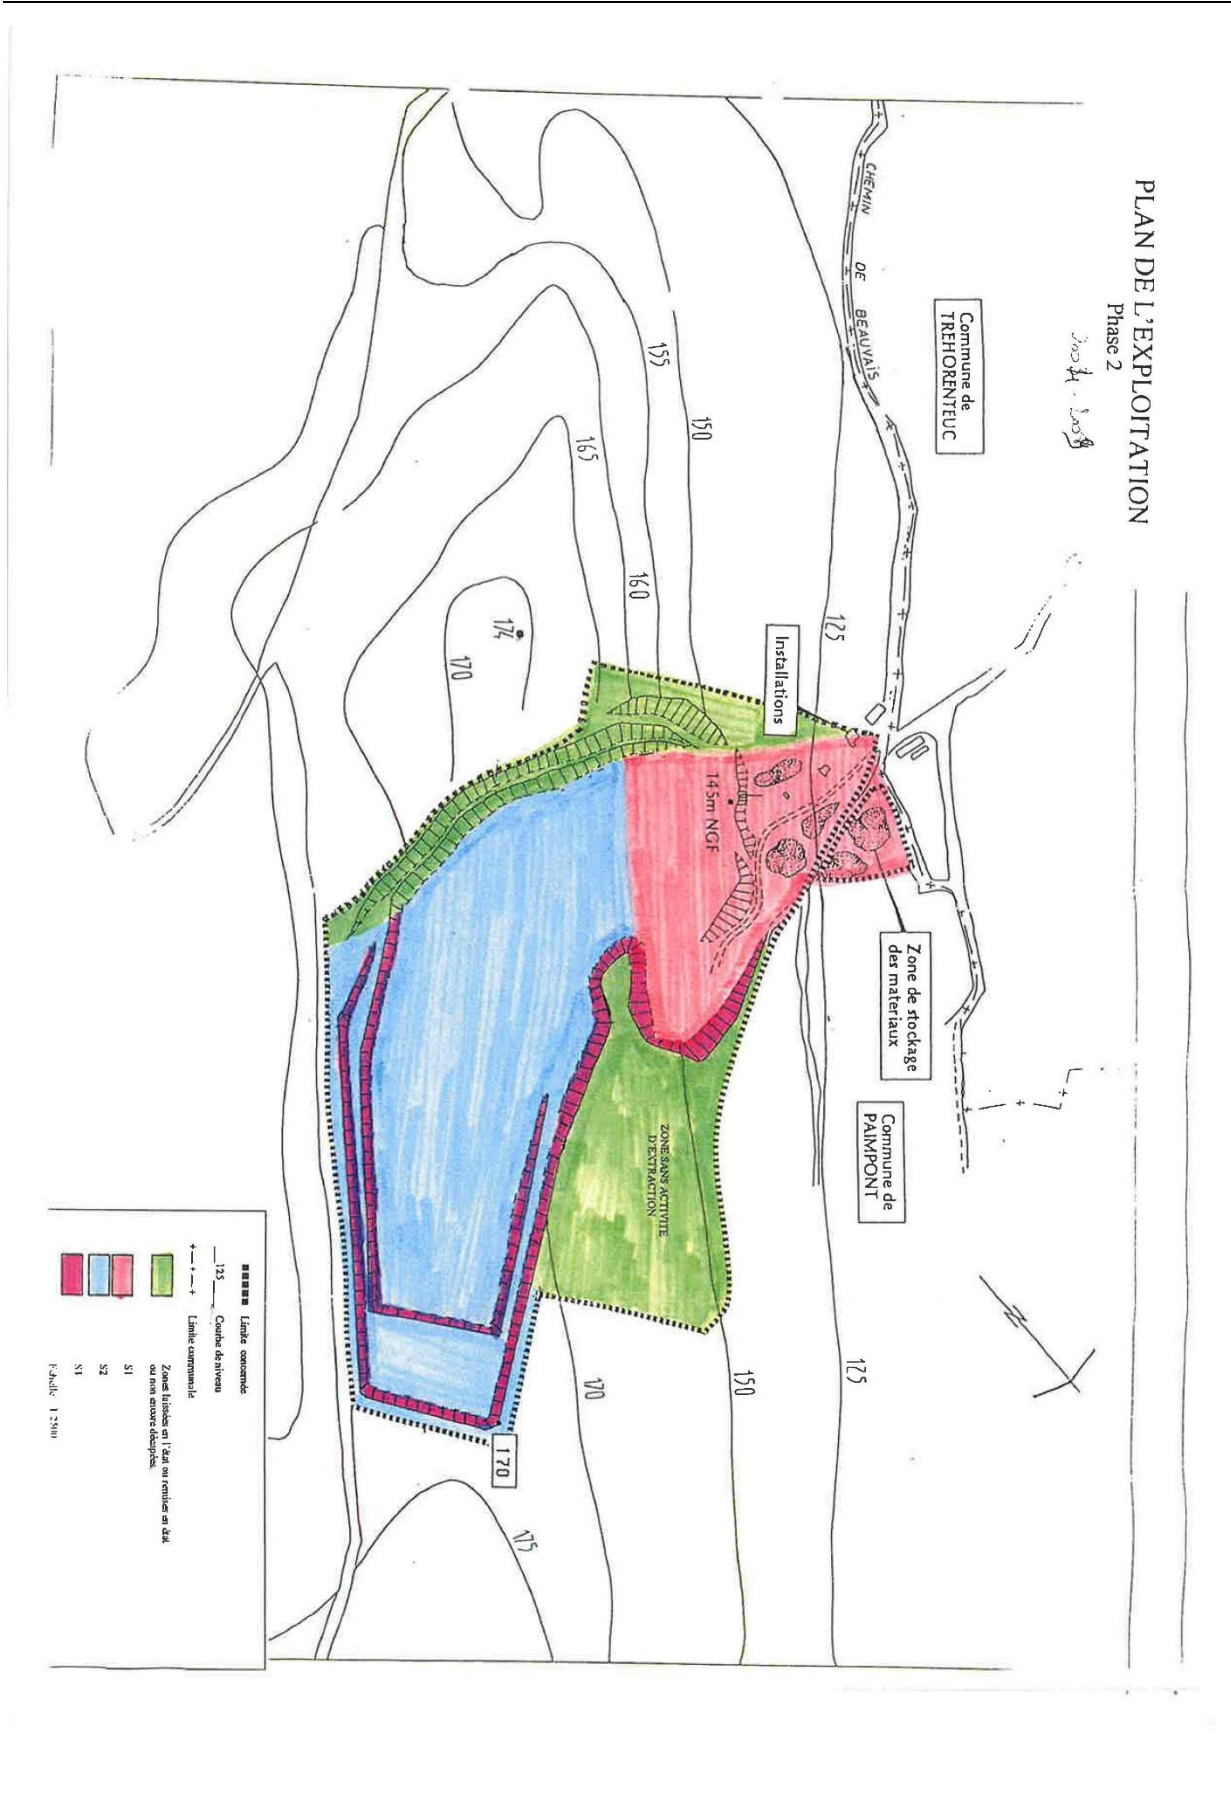 PLAN DE L'EXPLOITATION
Phase 2
Commune de
TREHORENTEUC
CHEMIN DE BEAUVAIS
155
150
165
160
125
174
170
Installations
145m NGF
Zone de stockage
des materiaux
Commune de
PAIMPONT
ZONE SANS ACTIVITE
D'EXTRACTION
170
150
125
170
175
Limite concernée
125 Courbe de niveau
+ — + — + Limite communale
Zones laissées en l'état ou remises en état
ou non encore décapées
S1
S2
S3
Echelle 1/2500